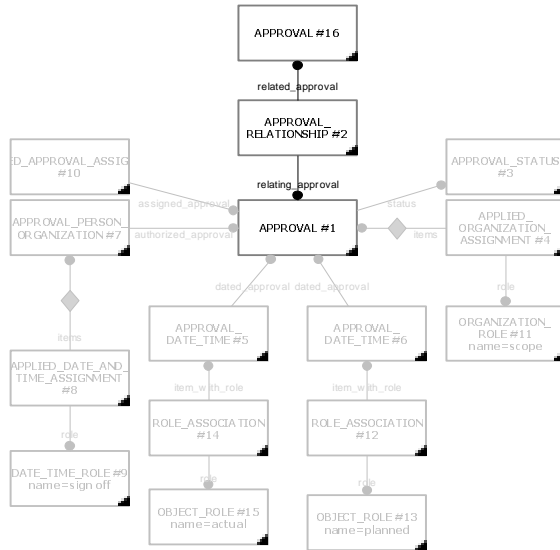 APPROVAL #16
related_approval
APPROVAL_
RELATIONSHIP #2
ED_APPROVAL_ASSIG
#10
relating_approval
APPROVAL_STATUS
#3
assigned_approval
status
APPROVAL_PERSON_
ORGANIZATION #7
authorized_approval
APPROVAL #1
items
APPLIED_
ORGANIZATION_
ASSIGNMENT #4
dated_approval
dated_approval
role
items
APPROVAL_
DATE_TIME #5
APPROVAL_
DATE_TIME #6
ORGANIZATION_
ROLE #11
name=scope
APPLIED_DATE_AND_
TIME_ASSIGNMENT
#8
item_with_role
item_with_role
role
ROLE_ASSOCIATION
#14
ROLE_ASSOCIATION
#12
DATE_TIME_ROLE #9
name=sign off
role
role
OBJECT_ROLE #15
name=actual
OBJECT_ROLE #13
name=planned